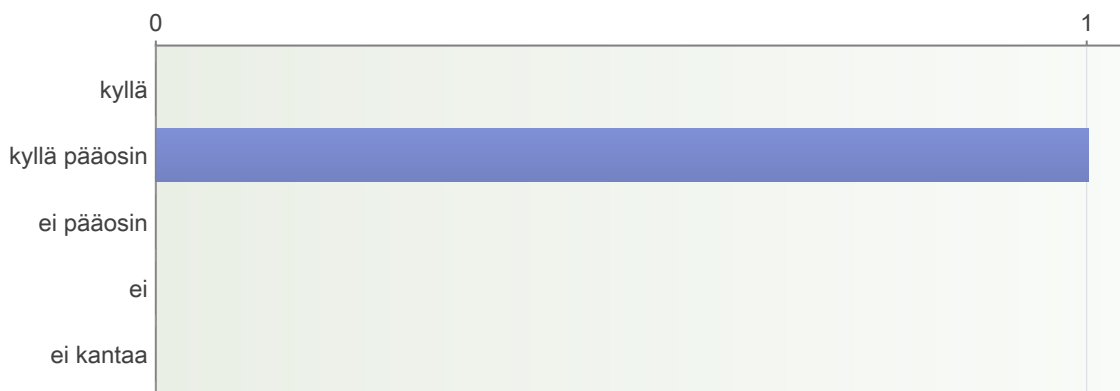 0 1
kyllä
kyllä pääosin
ei pääosin
ei
ei kantaa